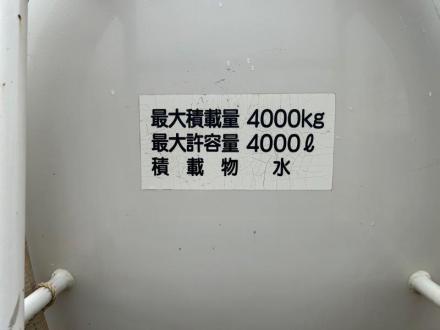 最大積載量 4000kg
最大許容量 4000ℓ
積載物 水